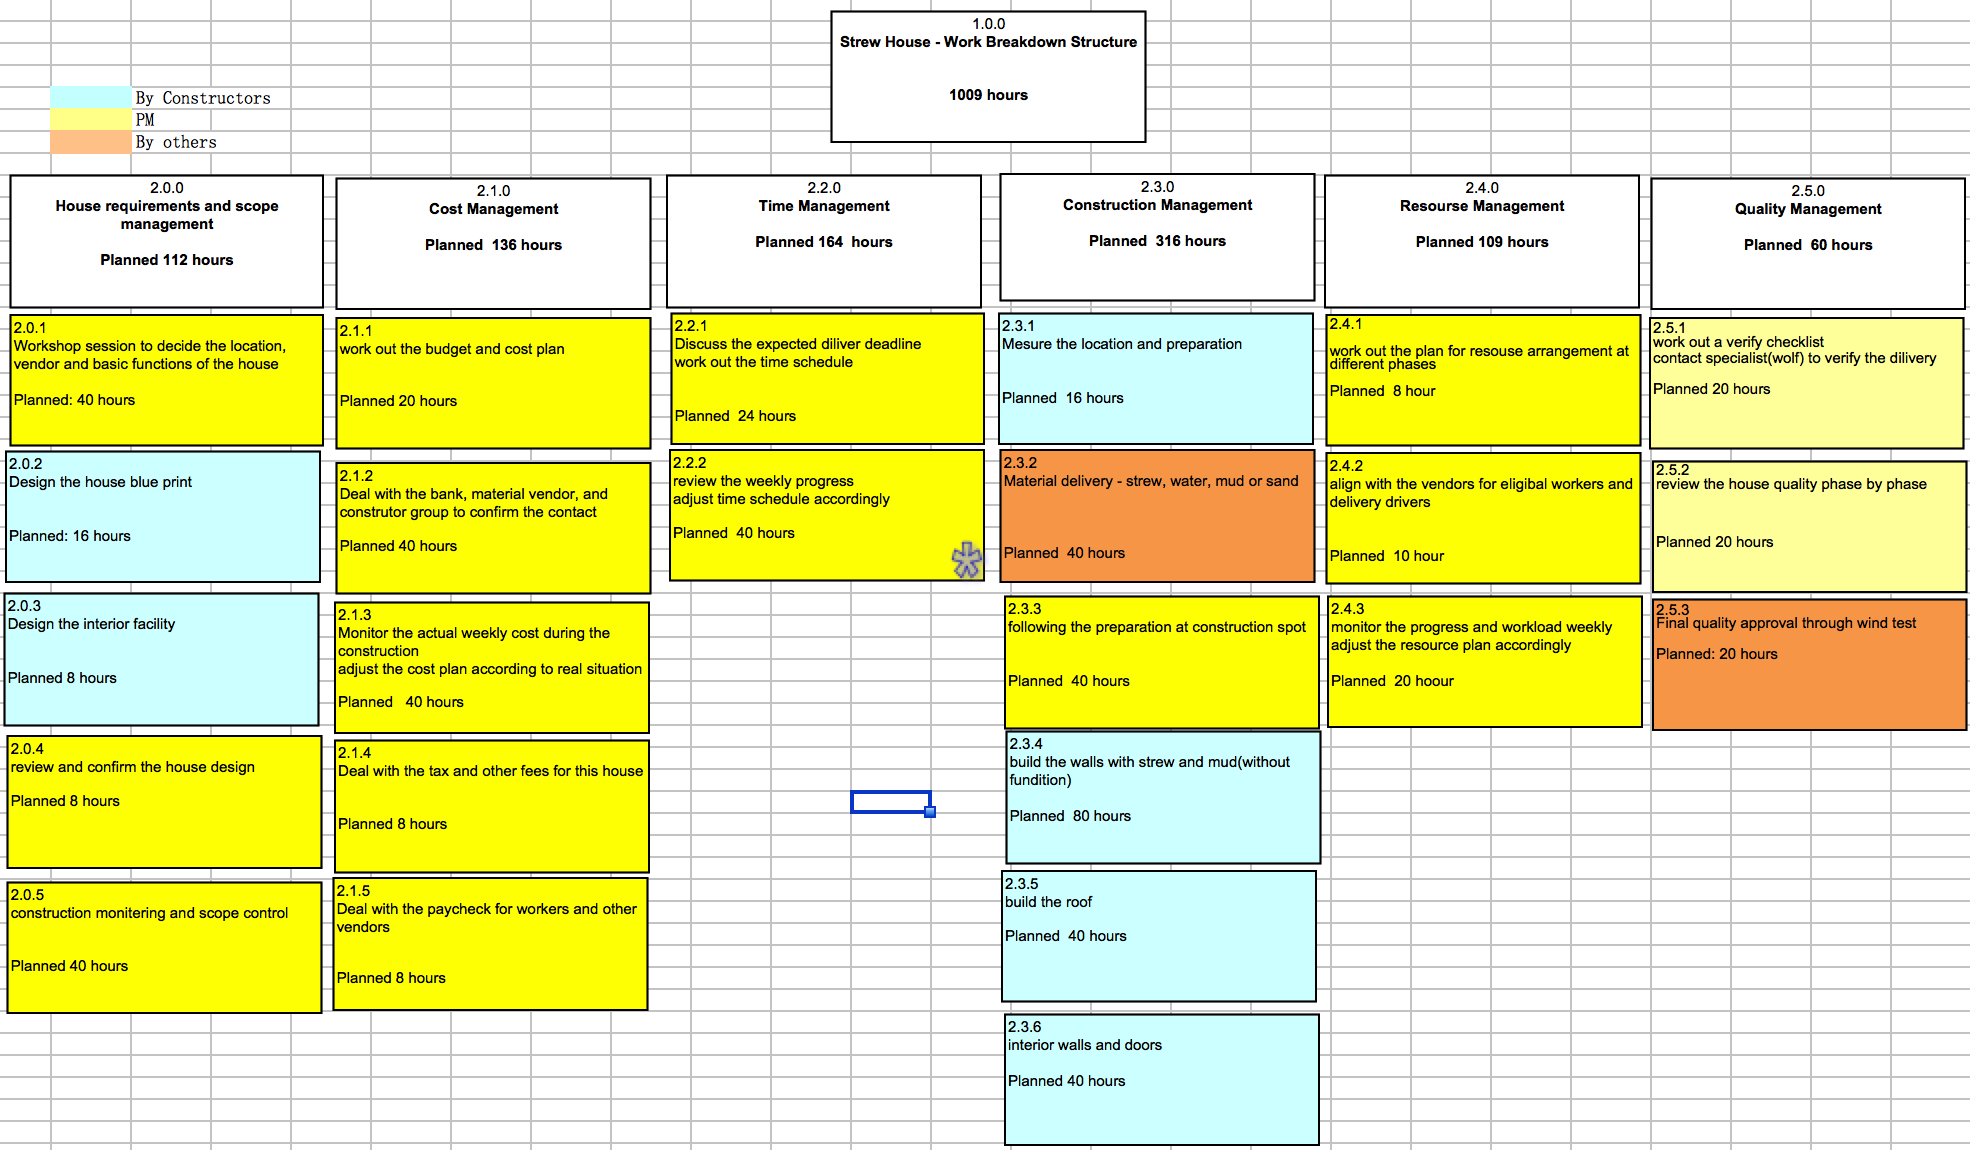 1.0.0
Strew House - Work Breakdown Structure
1009 hours
By Constructors
PM
By others
2.0.0
House requirements and scope
management
Planned 112 hours
2.1.0
Cost Management
Planned  136 hours
2.2.0
Time Management
Planned 164  hours
2.3.0
Construction Management
Planned  316 hours
2.4.0
Resourse Management
Planned 109 hours
2.5.0
Quality Management
Planned  60 hours
2.0.1
Workshop session to decide the location,
vendor and basic functions of the house
Planned: 40 hours
2.0.2
Design the house blue print
Planned: 16 hours
2.0.3
Design the interior facility
Planned 8 hours
2.0.4
review and confirm the house design
Planned 8 hours
2.0.5
construction monitering and scope control
Planned 40 hours
2.1.1
work out the budget and cost plan
Planned 20 hours
2.1.2
Deal with the bank, material vendor, and
construtor group to confirm the contact
Planned 40 hours
2.1.3
Monitor the actual weekly cost during the
construction
adjust the cost plan according to real situation
Planned   40 hours
2.1.4
Deal with the tax and other fees for this house
Planned 8 hours
2.1.5
Deal with the paycheck for workers and other
vendors
Planned 8 hours
2.2.1
Discuss the expected diliver deadline
work out the time schedule
Planned  24 hours
2.2.2
review the weekly progress
adjust time schedule accordingly
Planned  40 hours
2.3.1
Mesure the location and preparation
Planned  16 hours
2.3.2
Material delivery - strew, water, mud or sand
Planned  40 hours
2.3.3
following the preparation at construction spot
Planned  40 hours
2.3.4
build the walls with strew and mud(without
fundition)
Planned  80 hours
2.3.5
build the roof
Planned  40 hours
2.3.6
interior walls and doors
Planned 40 hours
2.4.1
work out the plan for resouse arrangement at
different phases
Planned  8 hour
2.4.2
align with the vendors for eligibal workers and
delivery drivers
Planned  10 hour
2.4.3
monitor the progress and workload weekly
adjust the resource plan accordingly
Planned  20 hoour
2.5.1
work out a verify checklist
contact specialist(wolf) to verify the dilivery
Planned 20 hours
2.5.2
review the house quality phase by phase
Planned 20 hours
2.5.3
Final quality approval through wind test
Planned: 20 hours